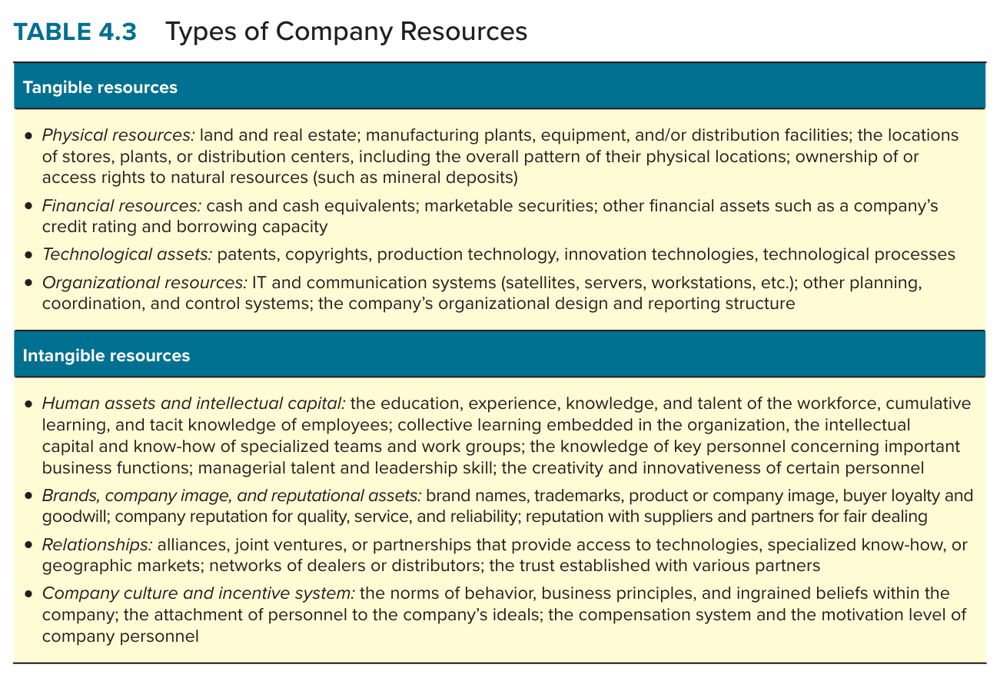 TABLE 4.3 Types of Company Resources
Tangible resources
• Physical resources: land and real estate; manufacturing plants, equipment, and/or distribution facilities; the locations
of stores, plants, or distribution centers, including the overall pattern of their physical locations; ownership of or
access rights to natural resources (such as mineral deposits)
• Financial resources: cash and cash equivalents; marketable securities; other financial assets such as a company’s
credit rating and borrowing capacity
• Technological assets: patents, copyrights, production technology, innovation technologies, technological processes
• Organizational resources: IT and communication systems (satellites, servers, workstations, etc.); other planning,
coordination, and control systems; the company’s organizational design and reporting structure
Intangible resources
• Human assets and intellectual capital: the education, experience, knowledge, and talent of the workforce, cumulative
learning, and tacit knowledge of employees; collective learning embedded in the organization, the intellectual
capital and know-how of specialized teams and work groups; the knowledge of key personnel concerning important
business functions; managerial talent and leadership skill; the creativity and innovativeness of certain personnel
• Brands, company image, and reputational assets: brand names, trademarks, product or company image, buyer loyalty and
goodwill; company reputation for quality, service, and reliability; reputation with suppliers and partners for fair dealing
• Relationships: alliances, joint ventures, or partnerships that provide access to technologies, specialized know-how, or
geographic markets; networks of dealers or distributors; the trust established with various partners
• Company culture and incentive system: the norms of behavior, business principles, and ingrained beliefs within the
company; the attachment of personnel to the company’s ideals; the compensation system and the motivation level of
company personnel